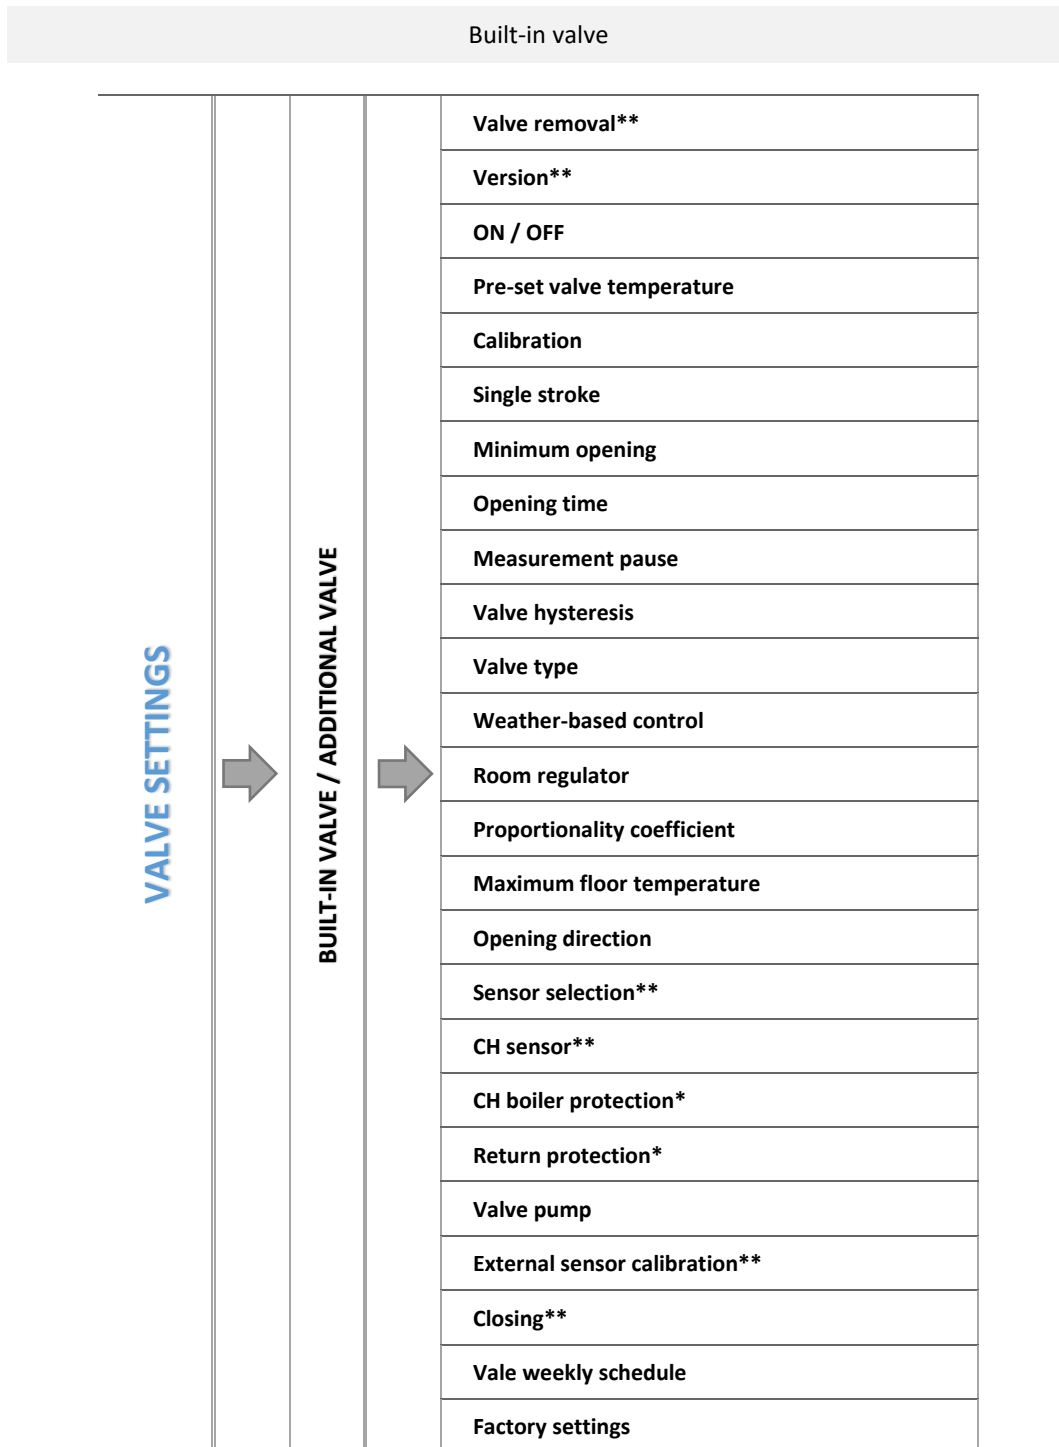 Built-in valve
VALVE SETTINGS
BUILT-IN VALVE / ADDITIONAL VALVE
Valve removal**
Version**
ON / OFF
Pre-set valve temperature
Calibration
Single stroke
Minimum opening
Opening time
Measurement pause
Valve hysteresis
Valve type
Weather-based control
Room regulator
Proportionality coefficient
Maximum floor temperature
Opening direction
Sensor selection**
CH sensor**
CH boiler protection*
Return protection*
Valve pump
External sensor calibration**
Closing**
Vale weekly schedule
Factory settings